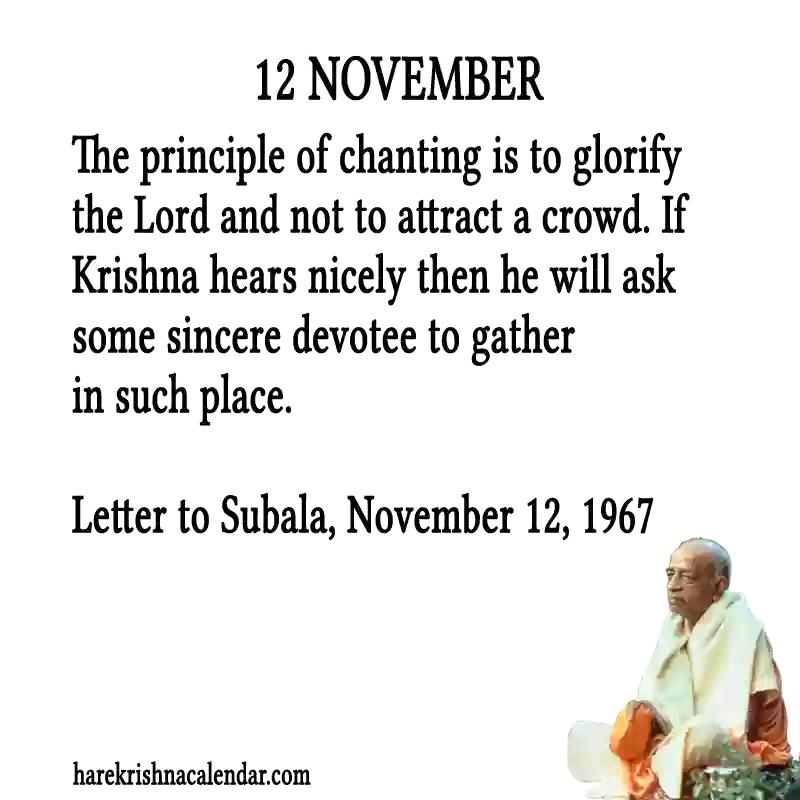 12 NOVEMBER
The principle of chanting is to glorify
the Lord and not to attract a crowd. If
Krishna hears nicely then he will ask
some sincere devotee to gather
in such place.
Letter to Subala, November 12, 1967
harekrishnacalendar.com